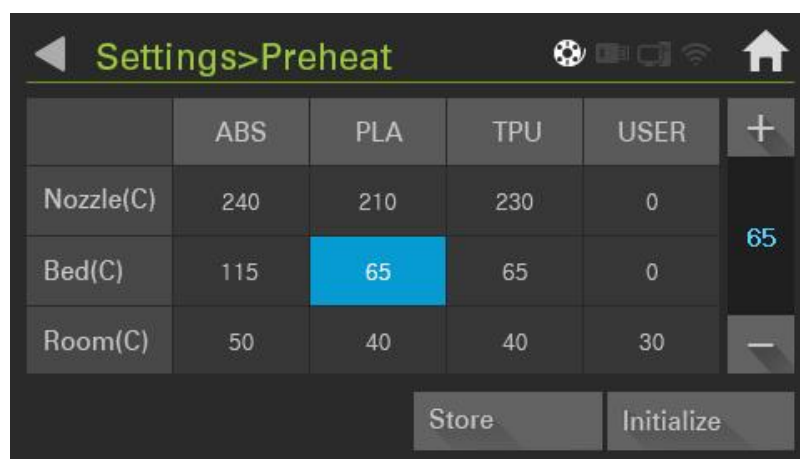 Settings>Preheat
ABS PLA TPU USER +
Nozzle(C) 240 210 230 0
65
Bed(C) 115 65 65 0
Room(C) 50 40 40 30 −
Store Initialize